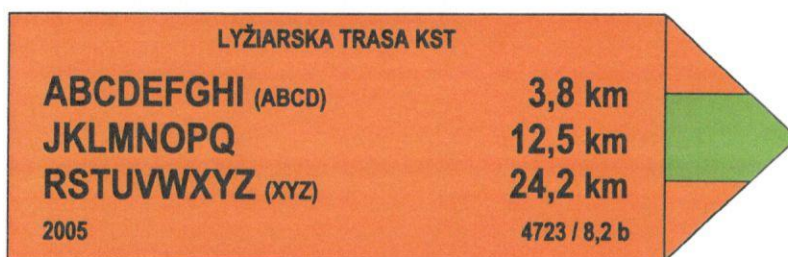 LYŽIARSKA TRASA KST
ABCDEFGHI (ABCD) 3,8 km
JKLMNOPQ 12,5 km
RSTUVWXYZ (XYZ) 24,2 km
2005 4723 / 8,2 b